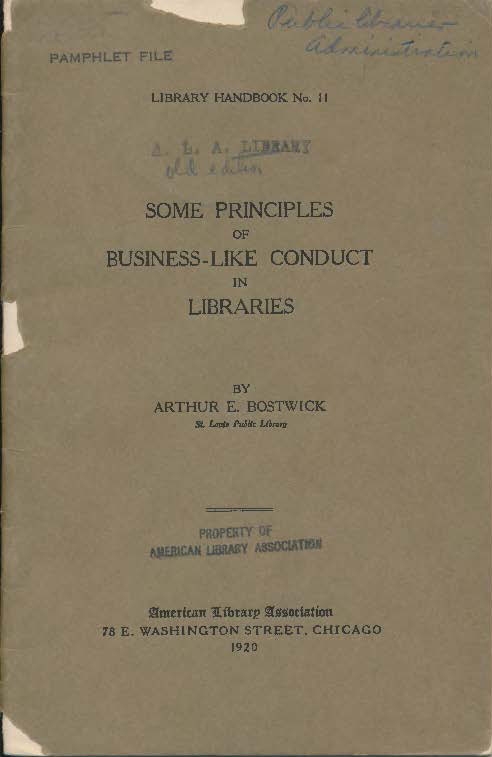 Public libraries—
Administration
PAMPHLET FILE
LIBRARY HANDBOOK No. 11
A. L. A. LIBRARY
old edition
SOME PRINCIPLES
OF
BUSINESS-LIKE CONDUCT
IN
LIBRARIES
BY
ARTHUR E. BOSTWICK
St. Louis Public Library
PROPERTY OF
AMERICAN LIBRARY ASSOCIATION
American Library Association
78 E. WASHINGTON STREET, CHICAGO
1920